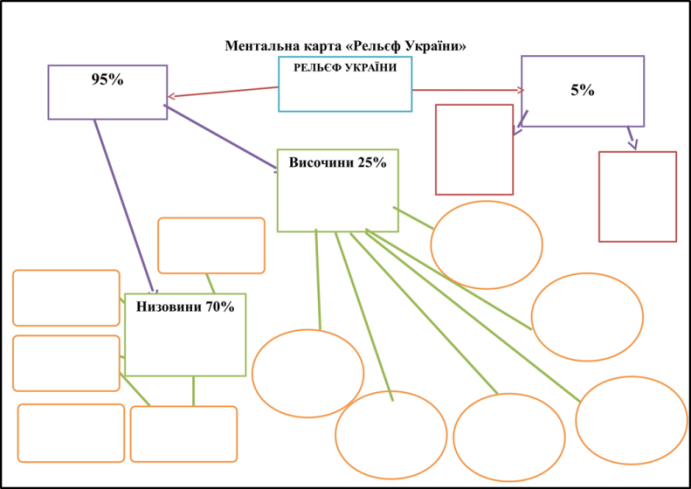 Ментальна карта «Рельєф України»
РЕЛЬЄФ УКРАЇНИ
95%
5%
Височини 25%
Низовини 70%